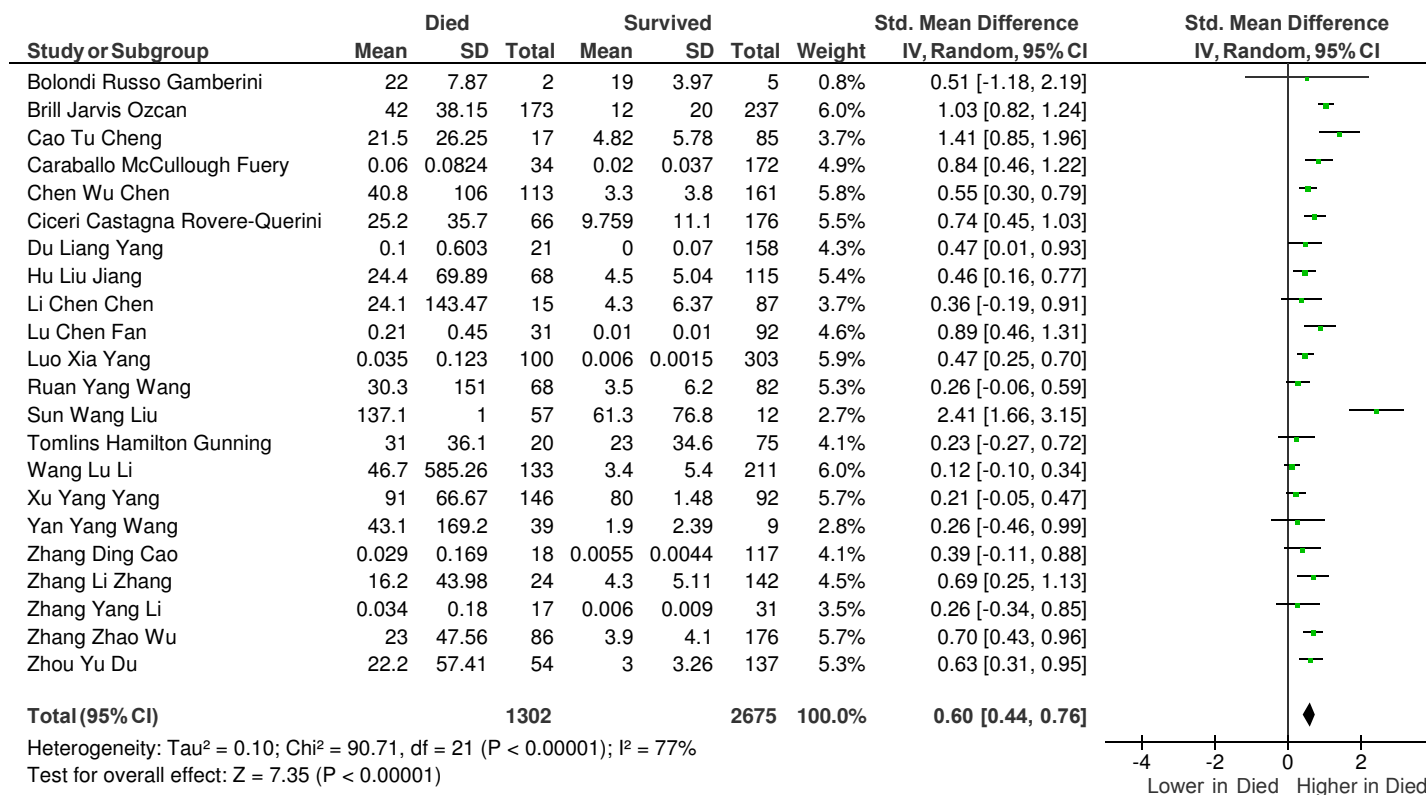 Died Survived Std. Mean Difference Std. Mean Difference
Study or Subgroup Mean SD Total Mean SD Total Weight IV, Random, 95% CI IV, Random, 95% CI
Bolondi Russo Gamberini 22 7.87 2 19 3.97 5 0.8% 0.51 [-1.18, 2.19]
Brill Jarvis Ozcan 42 38.15 173 12 20 237 6.0% 1.03 [0.82, 1.24]
Cao Tu Cheng 21.5 26.25 17 4.82 5.78 85 3.7% 1.41 [0.85, 1.96]
Caraballo McCullough Fuery 0.06 0.0824 34 0.02 0.037 172 4.9% 0.84 [0.46, 1.22]
Chen Wu Chen 40.8 106 113 3.3 3.8 161 5.8% 0.55 [0.30, 0.79]
Ciceri Castagna Rovere-Querini 25.2 35.7 66 9.759 11.1 176 5.5% 0.74 [0.45, 1.03]
Du Liang Yang 0.1 0.603 21 0 0.07 158 4.3% 0.47 [0.01, 0.93]
Hu Liu Jiang 24.4 69.89 68 4.5 5.04 115 5.4% 0.46 [0.16, 0.77]
Li Chen Chen 24.1 143.47 15 4.3 6.37 87 3.7% 0.36 [-0.19, 0.91]
Lu Chen Fan 0.21 0.45 31 0.01 0.01 92 4.6% 0.89 [0.46, 1.31]
Luo Xia Yang 0.035 0.123 100 0.006 0.0015 303 5.9% 0.47 [0.25, 0.70]
Ruan Yang Wang 30.3 151 68 3.5 6.2 82 5.3% 0.26 [-0.06, 0.59]
Sun Wang Liu 137.1 1 57 61.3 76.8 12 2.7% 2.41 [1.66, 3.15]
Tomlins Hamilton Gunning 31 36.1 20 23 34.6 75 4.1% 0.23 [-0.27, 0.72]
Wang Lu Li 46.7 585.26 133 3.4 5.4 211 6.0% 0.12 [-0.10, 0.34]
Xu Yang Yang 91 66.67 146 80 1.48 92 5.7% 0.21 [-0.05, 0.47]
Yan Yang Wang 43.1 169.2 39 1.9 2.39 9 2.8% 0.26 [-0.46, 0.99]
Zhang Ding Cao 0.029 0.169 18 0.0055 0.0044 117 4.1% 0.39 [-0.11, 0.88]
Zhang Li Zhang 16.2 43.98 24 4.3 5.11 142 4.5% 0.69 [0.25, 1.13]
Zhang Yang Li 0.034 0.18 17 0.006 0.009 31 3.5% 0.26 [-0.34, 0.85]
Zhang Zhao Wu 23 47.56 86 3.9 4.1 176 5.7% 0.70 [0.43, 0.96]
Zhou Yu Du 22.2 57.41 54 3 3.26 137 5.3% 0.63 [0.31, 0.95]
Total (95% CI) 1302 2675 100.0% 0.60 [0.44, 0.76]
Heterogeneity: Tau² = 0.10; Chi² = 90.71, df = 21 (P < 0.00001); I² = 77%
Test for overall effect: Z = 7.35 (P < 0.00001)
-4 -2 0 2 4
Lower in Died Higher in Died